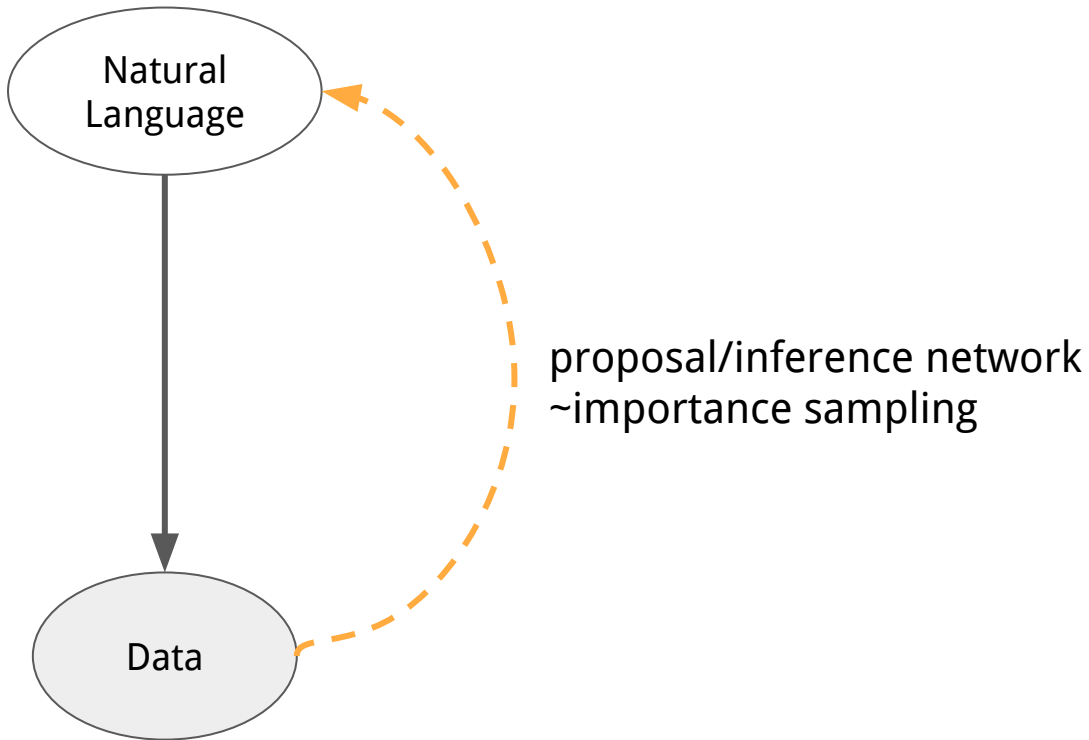 Natural
Language
proposal/inference network
~importance sampling
Data